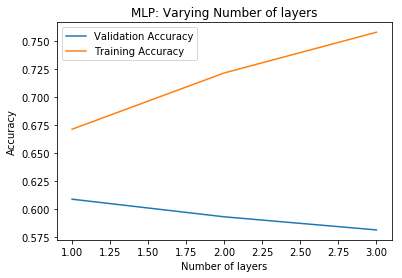 MLP: Varying Number of layers
Validation Accuracy
Training Accuracy
Accuracy
0.750
0.725
0.700
0.675
0.650
0.625
0.600
0.575
1.00 1.25 1.50 1.75 2.00 2.25 2.50 2.75 3.00
Number of layers